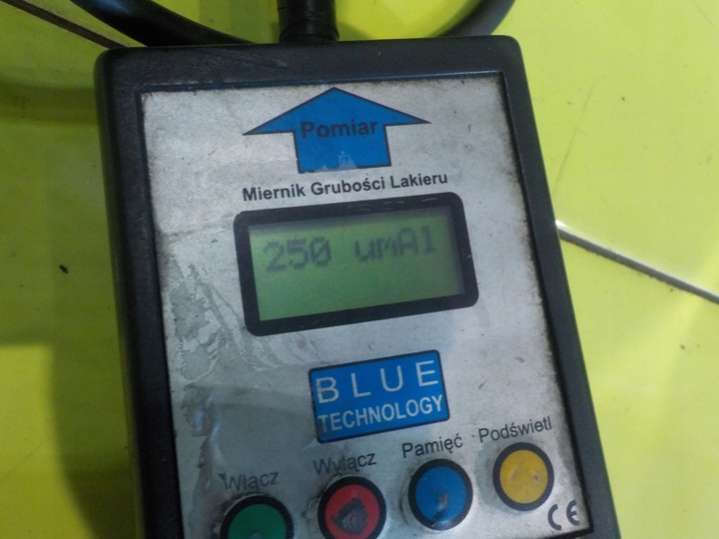 Pomiar
Miernik Grubości Lakieru
250 umAl
BLUE
TECHNOLOGY
Włącz Wyłącz Pamięć Podświetl
CE